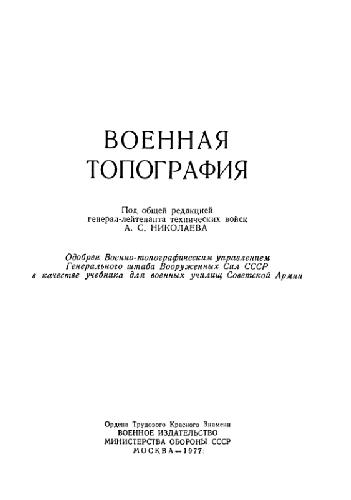 ВОЕННАЯ
ТОПОГРАФИЯ
Под общей редакцией
генерал-лейтенанта технических войск
А. С. НИКОЛАЕВА
Одобрен Военно-топографическим управлением
Генерального штаба Вооруженных Сил СССР
в качестве учебника для военных училищ Советской Армии
Ордена Трудового Красного Знамени
ВОЕННОЕ ИЗДАТЕЛЬСТВО
МИНИСТЕРСТВА ОБОРОНЫ СССР
МОСКВА—1977